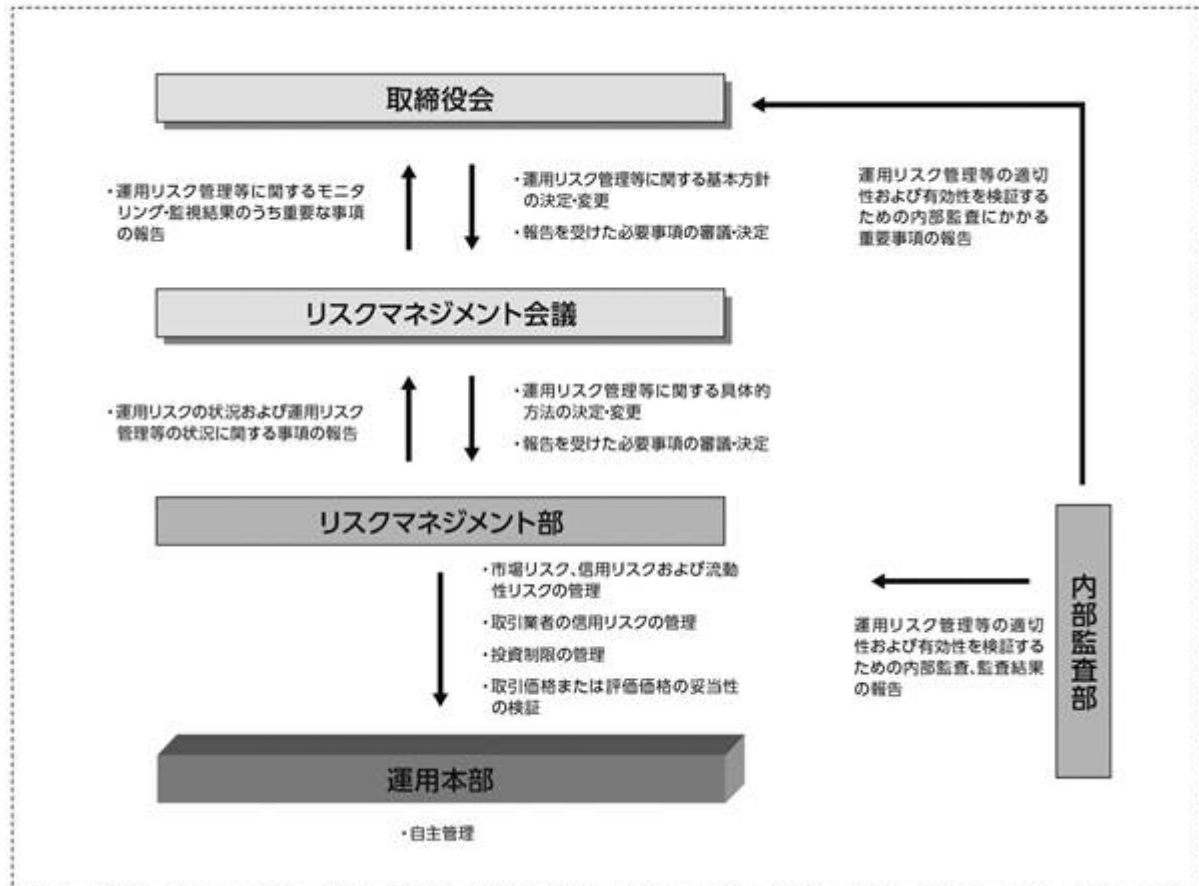 取締役会
・運用リスク管理等に関するモニタ
リング・監視結果のうち重要な事項
の報告
・運用リスク管理等に関する基本方針
の決定・変更
・報告を受けた必要事項の審議・決定
運用リスク管理等の適切
性および有効性を検証する
ための内部監査にかかる
重要事項の報告
リスクマネジメント会議
・運用リスクの状況および運用リスク
管理等の状況に関する事項の報告
・運用リスク管理等に関する具体的
方法の決定・変更
・報告を受けた必要事項の審議・決定
リスクマネジメント部
・市場リスク、信用リスクおよび流動
性リスクの管理
・取引業者の信用リスクの管理
・投資制限の管理
・取引価格または評価価格の妥当性
の検証
運用リスク管理等の適切
性および有効性を検証する
ための内部監査、監査結果
の報告
内部監査部
運用本部
・自主管理